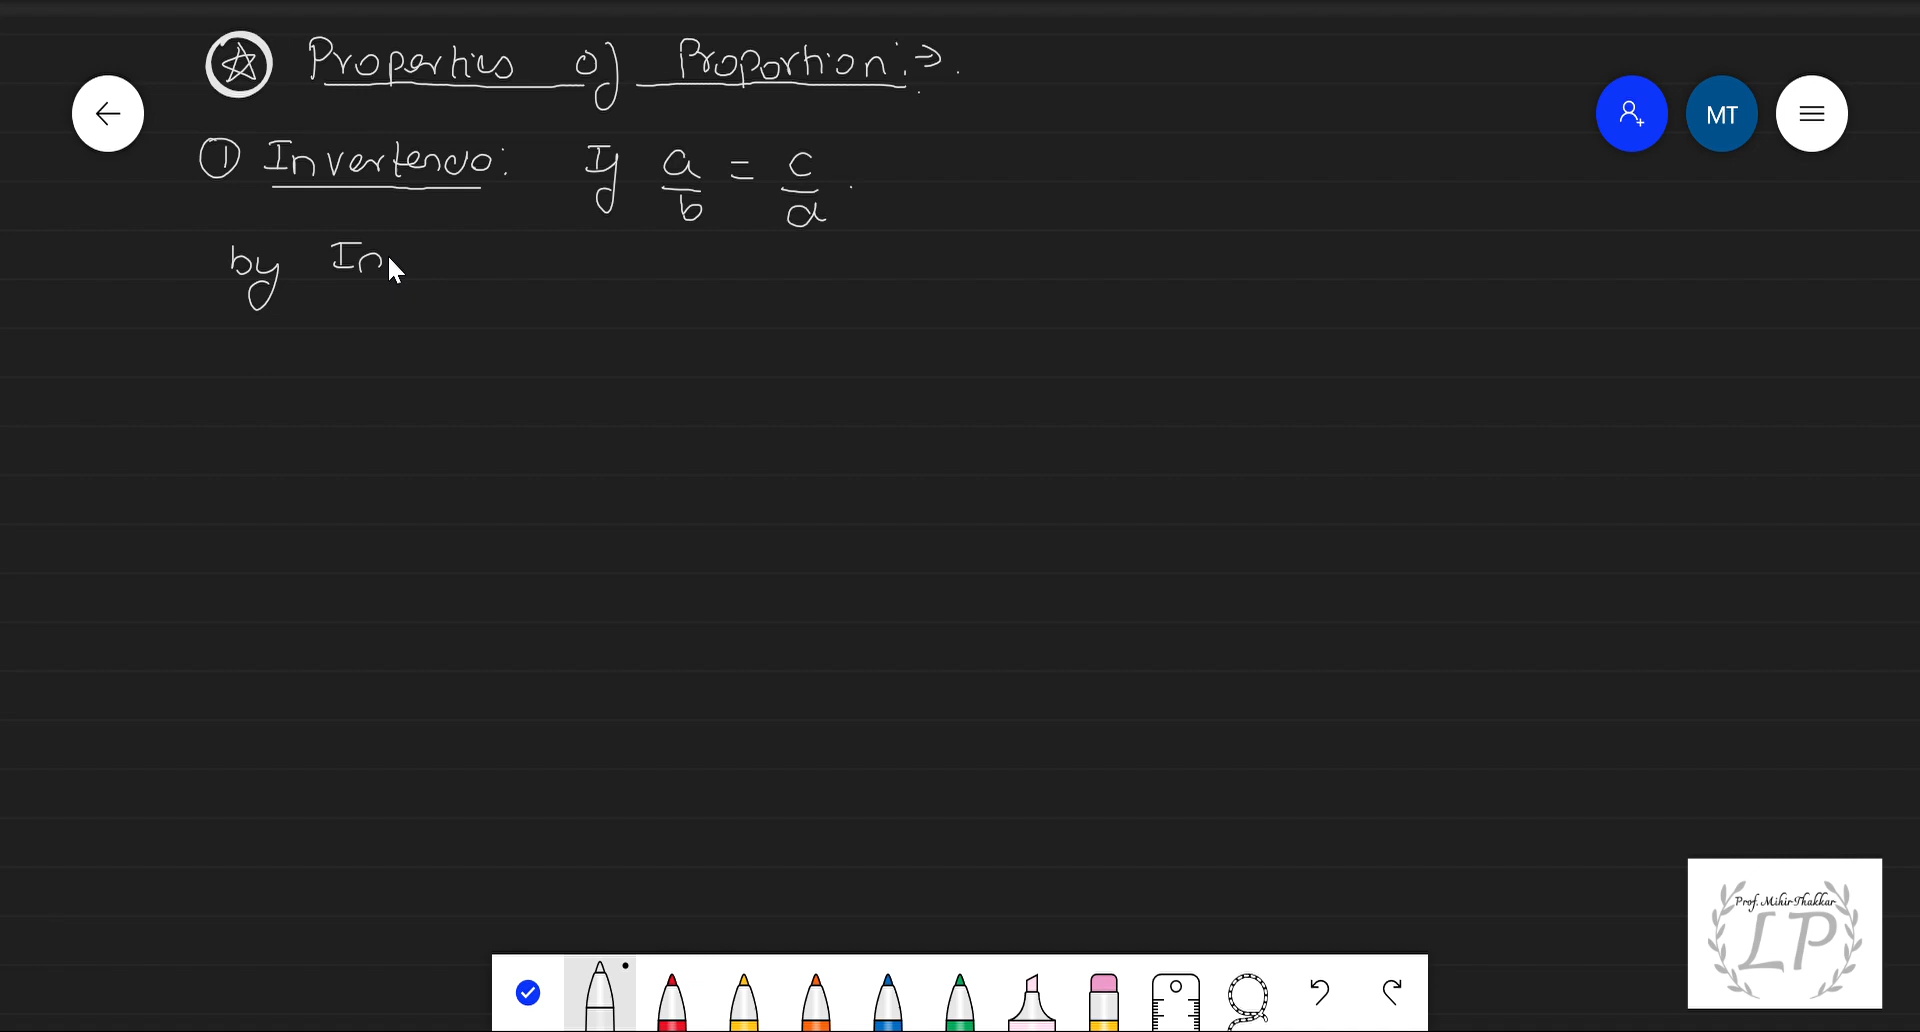 Properties of Proportion:⇒.
① Invertendo: If a/b = c/d.
by In
MT
Prof. Mihir Thakkar
LP